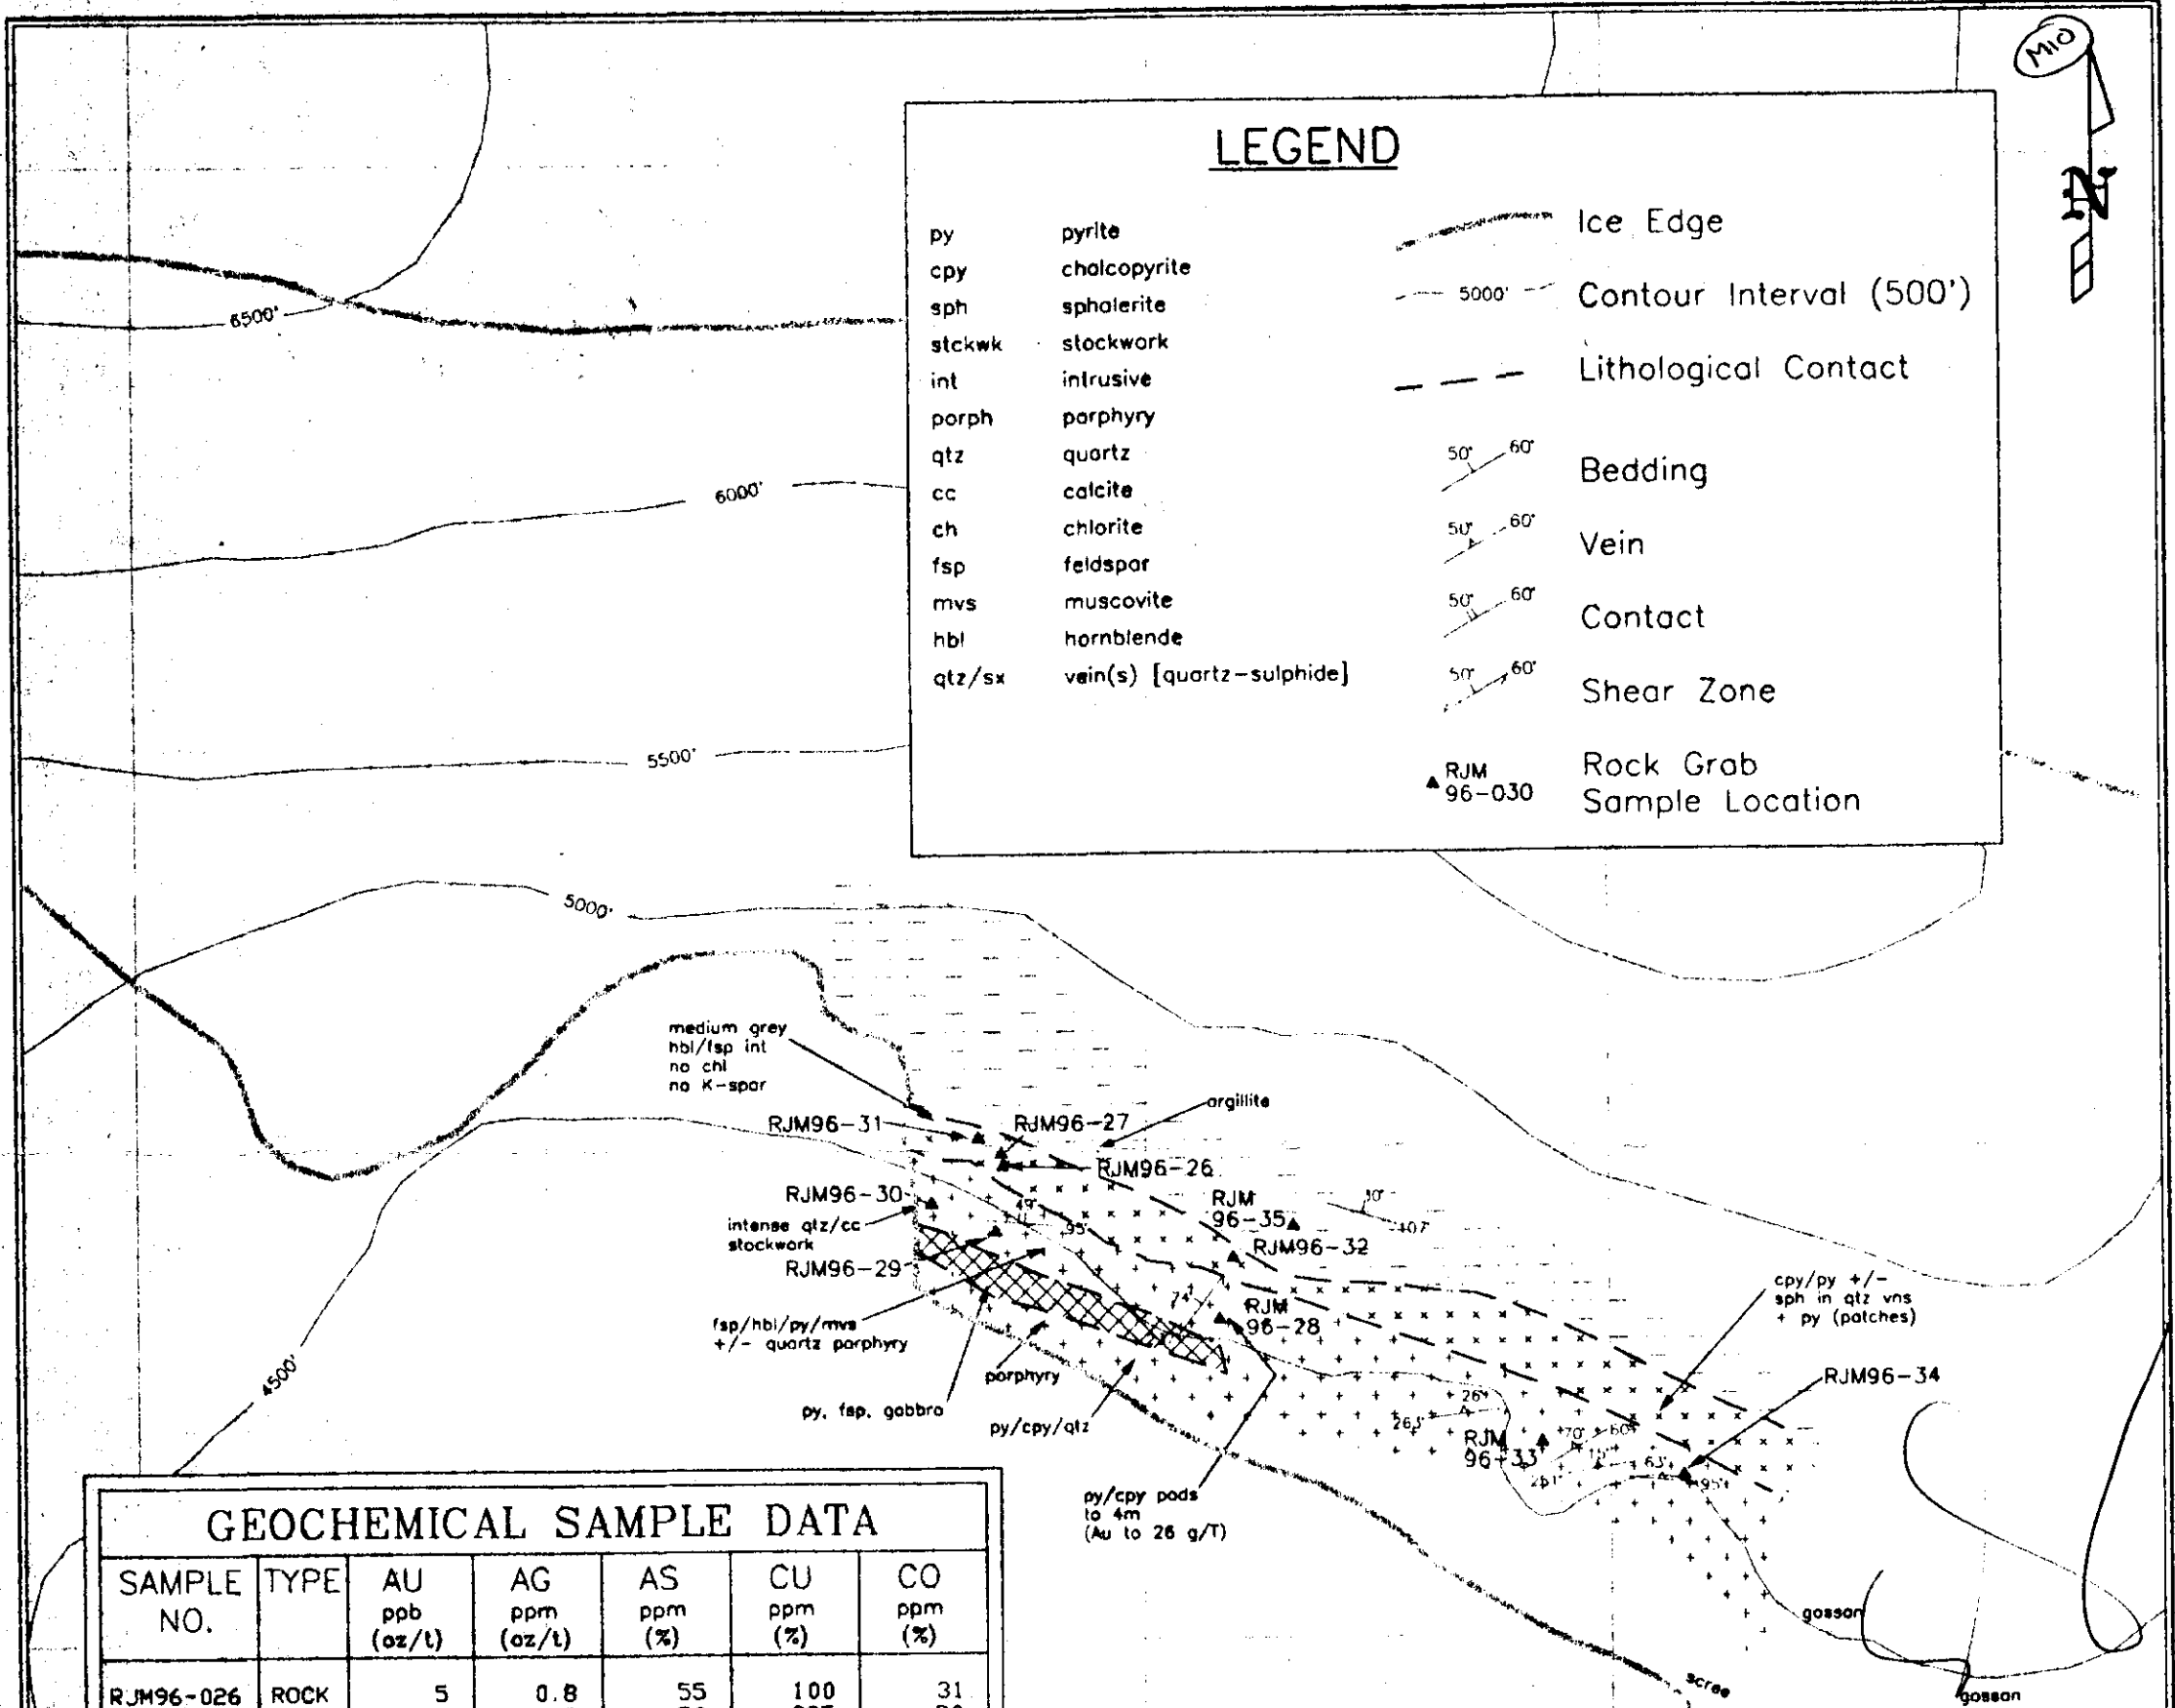 M10
N
LEGEND
py pyrite
cpy chalcopyrite
sph sphalerite
stckwk stockwork
int intrusive
porph porphyry
qtz quartz
cc calcite
ch chlorite
fsp feldspar
mvs muscovite
hbl hornblende
qtz/sx vein(s) [quartz-sulphide]
Ice Edge
5000' Contour Interval (500')
Lithological Contact
50° 60° Bedding
50° 60° Vein
50° 60° Contact
50° 60° Shear Zone
RJM
96-030
Rock Grab
Sample Location
6500'
6000'
5500'
5000'
4500'
medium grey
hbl/fsp int
no chl
no K-spar
argillite
RJM96-31
RJM96-27
RJM96-26
RJM96-30
intense qtz/cc
stockwork
RJM96-29
RJM
96-35
RJM96-32
RJM
96-28
74°
fsp/hbl/py/mvs
+/- quartz porphyry
porphyry
py, fsp, gabbro
py/cpy/qtz
py/cpy pods
to 4m
(Au to 26 g/T)
cpy/py +/-
sph in qtz vns
+ py (patches)
RJM96-34
RJM
96-33
26°
70°
60°
63°
95°
gossan
gossan
scree
GEOCHEMICAL SAMPLE DATA
SAMPLE NO. TYPE AU ppb (oz/t) AG ppm (oz/t) AS ppm (%) CU ppm (%) CO ppm (%)
RJM96-026 ROCK 5 0.8 55 100 31